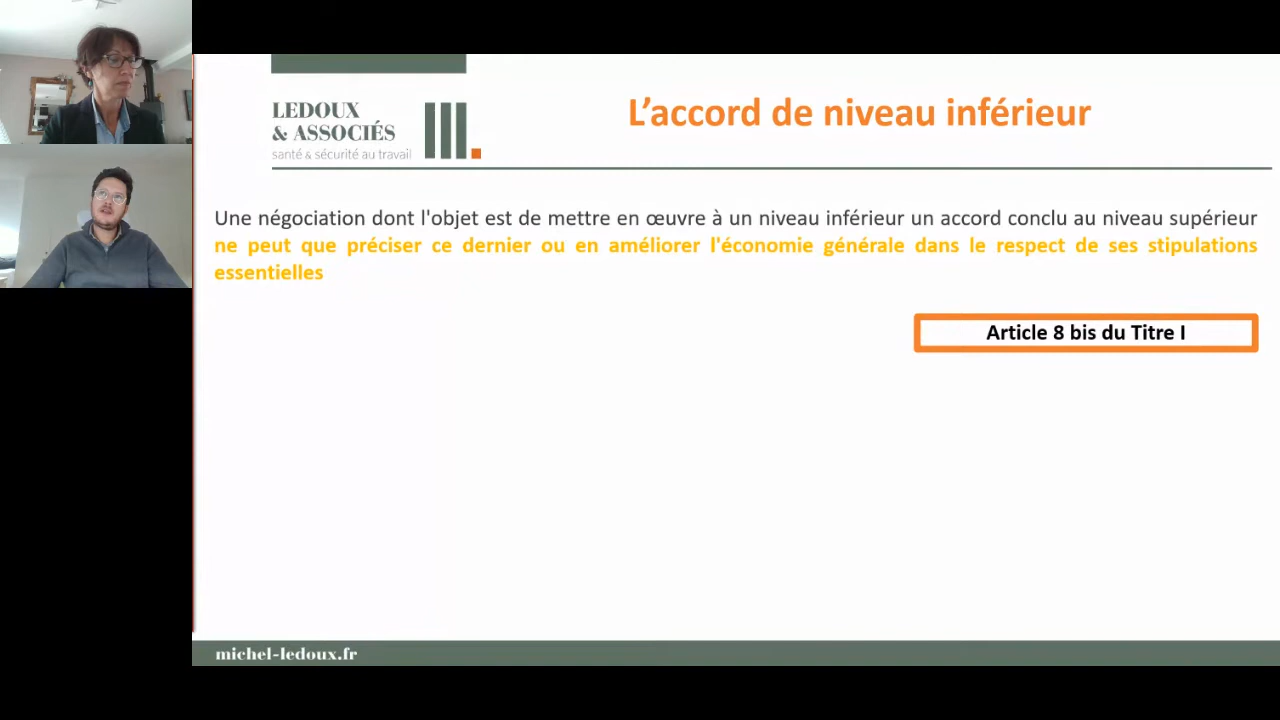 LEDOUX
& ASSOCIÉS
santé & sécurité au travail
L’accord de niveau inférieur
Une négociation dont l'objet est de mettre en œuvre à un niveau inférieur un accord conclu au niveau supérieur
ne peut que préciser ce dernier ou en améliorer l'économie générale dans le respect de ses stipulations
essentielles
Article 8 bis du Titre I
michel-ledoux.fr